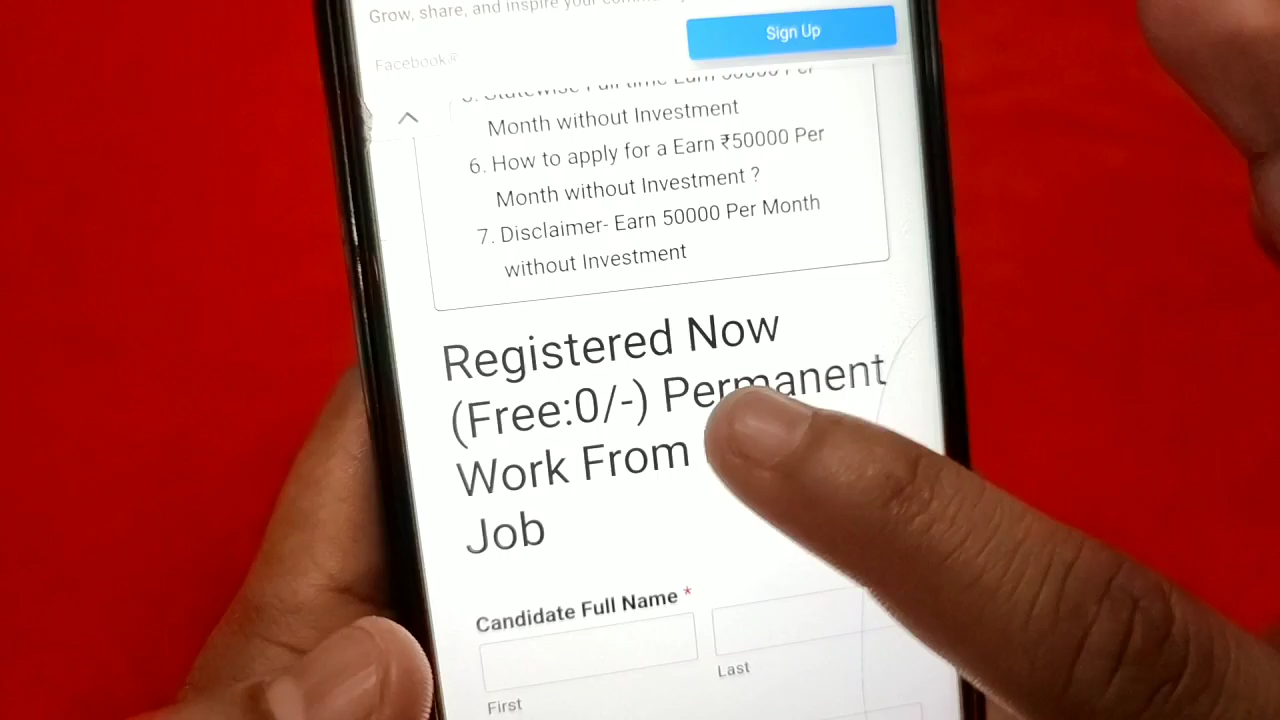 Grow, share, and inspire your
Sign Up
Facebook®
Month without Investment
6. How to apply for a Earn ₹50000 Per
Month without Investment ?
7. Disclaimer- Earn 50000 Per Month
without Investment
Registered Now
(Free:0/-) Permanent
Work From
Job
Candidate Full Name *
First
Last